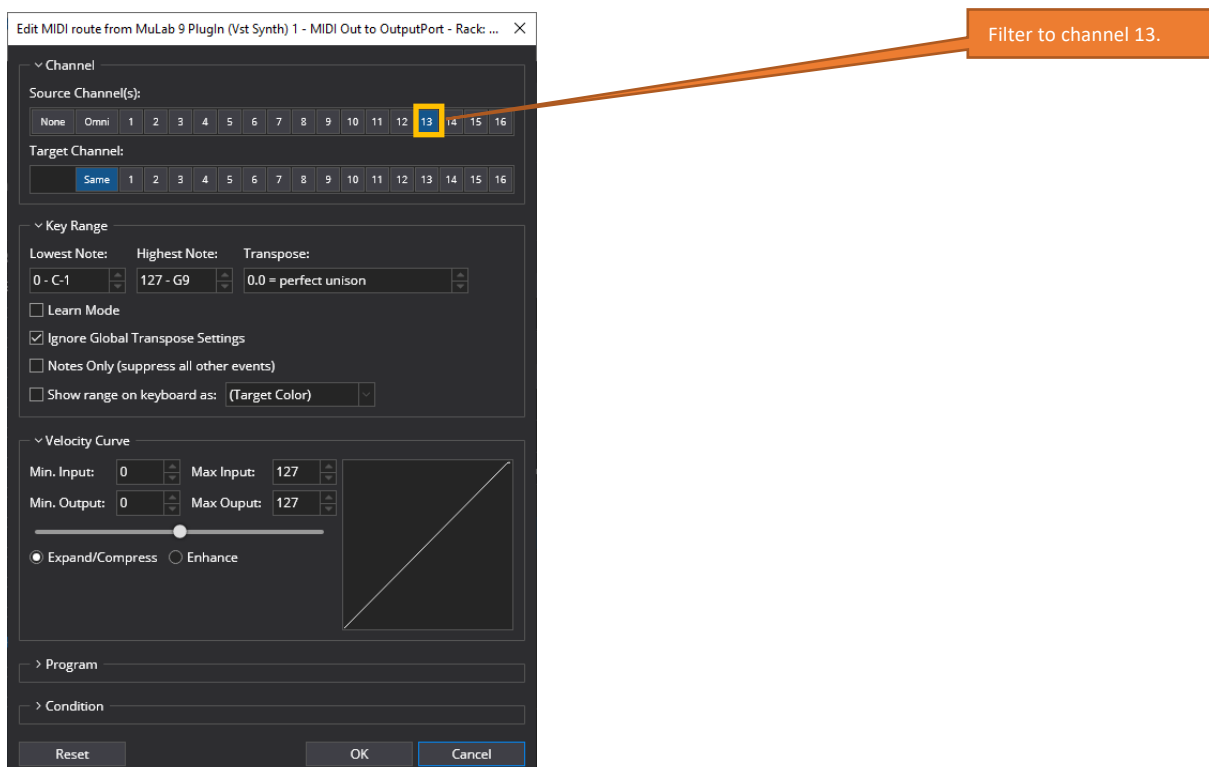 Edit MIDI route from MuLab 9 PlugIn (Vst Synth) 1 - MIDI Out to OutputPort - Rack: ...
Filter to channel 13.
Channel
Source Channel(s):
None Omni 1 2 3 4 5 6 7 8 9 10 11 12 13 14 15 16
Target Channel:
Same 1 2 3 4 5 6 7 8 9 10 11 12 13 14 15 16
Key Range
Lowest Note: Highest Note: Transpose:
0 - C-1 127 - G9 0.0 = perfect unison
Learn Mode
Ignore Global Transpose Settings
Notes Only (suppress all other events)
Show range on keyboard as: (Target Color)
Velocity Curve
Min. Input: 0 Max Input: 127
Min. Output: 0 Max Ouput: 127
Expand/Compress Enhance
Program
Condition
Reset OK Cancel